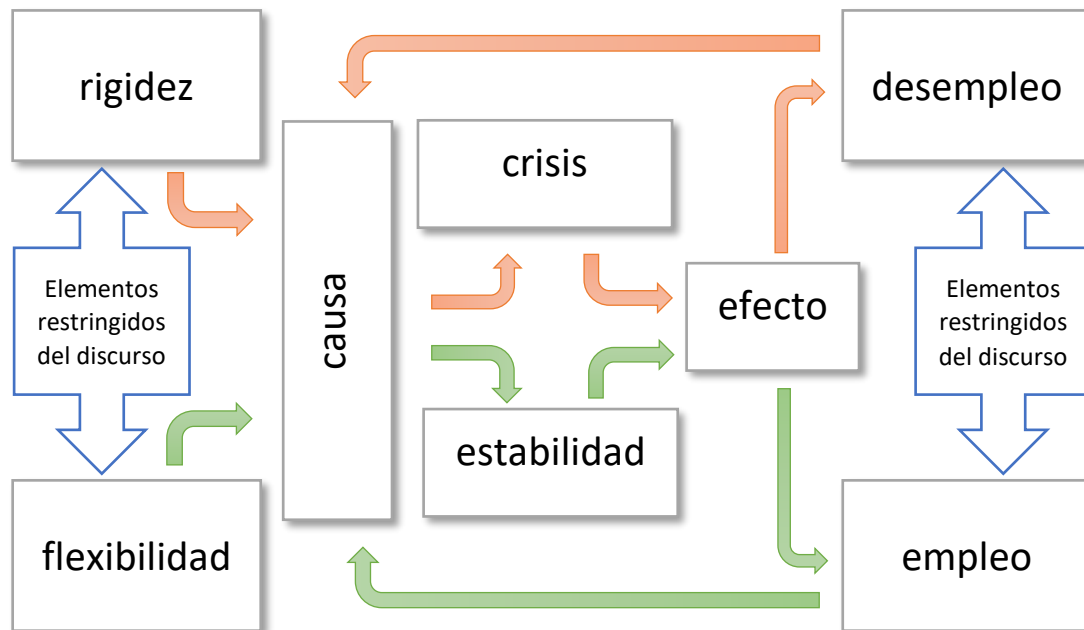 rigidez
desempleo
crisis
causa
efecto
Elementos
restringidos
del discurso
Elementos
restringidos
del discurso
estabilidad
flexibilidad
empleo